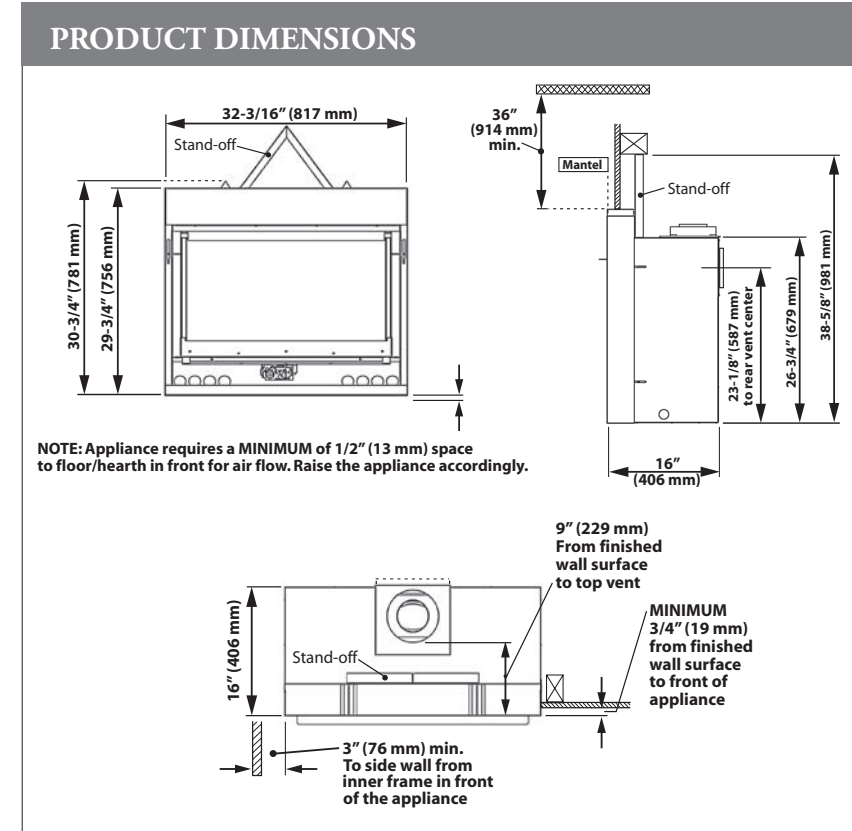 PRODUCT DIMENSIONS
32-3/16" (817 mm)
Stand-off
30-3/4" (781 mm)
29-3/4" (756 mm)
NOTE: Appliance requires a MINIMUM of 1/2" (13 mm) space
to floor/hearth in front for air flow. Raise the appliance accordingly.
36"
(914 mm)
min.
Mantel
Stand-off
23-1/8" (587 mm)
to rear vent center
26-3/4" (679 mm)
38-5/8" (981 mm)
16"
(406 mm)
9" (229 mm)
From finished
wall surface
to top vent
MINIMUM
3/4" (19 mm)
from finished
wall surface
to front of
appliance
16" (406 mm)
Stand-off
3" (76 mm) min.
To side wall from
inner frame in front
of the appliance